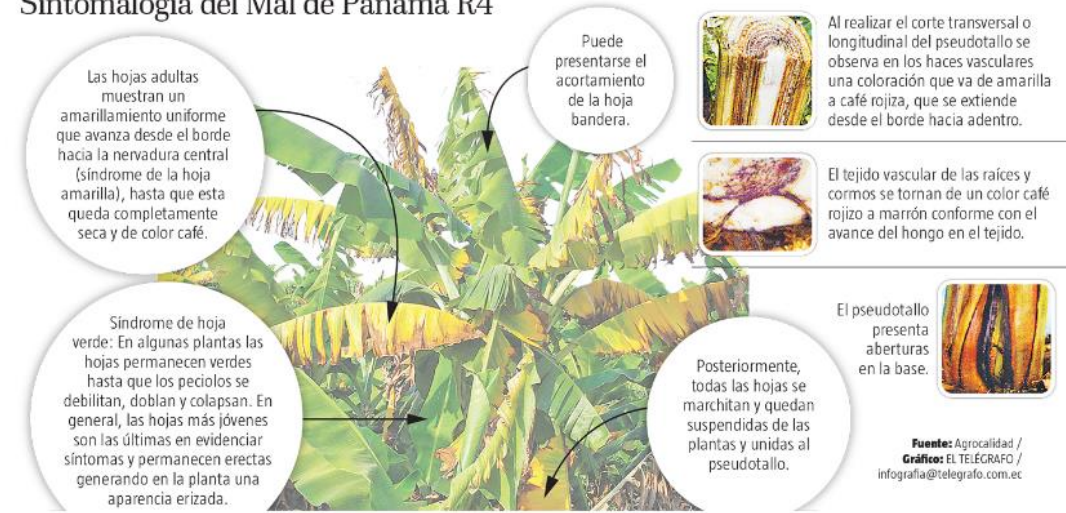 Sintomalogía del Mal de Panamá R4
Las hojas adultas
muestran un
amarillamiento uniforme
que avanza desde el borde
hacia la nervadura central
(síndrome de la hoja
amarilla), hasta que esta
queda completamente
seca y de color café.
Puede
presentarse el
acortamiento
de la hoja
bandera.
Síndrome de hoja
verde: En algunas plantas las
hojas permanecen verdes
hasta que los peciolos se
debilitan, doblan y colapsan. En
general, las hojas más jóvenes
son las últimas en evidenciar
síntomas y permanecen erectas
generando en la planta una
aparencia erizada.
Posteriormente,
todas las hojas se
marchitan y quedan
suspendidas de las
plantas y unidas al
pseudotallo.
Al realizar el corte transversal o
longitudinal del pseudotallo se
observa en los haces vasculares
una coloración que va de amarilla
a café rojiza, que se extiende
desde el borde hacia adentro.
El tejido vascular de las raíces y
cormos se tornan de un color café
rojizo a marrón conforme con el
avance del hongo en el tejido.
El pseudotallo
presenta
aberturas
en la base.
Fuente: Agrocalidad /
Gráfico: EL TELÉGRAFO /
infografia@telegrafo.com.ec